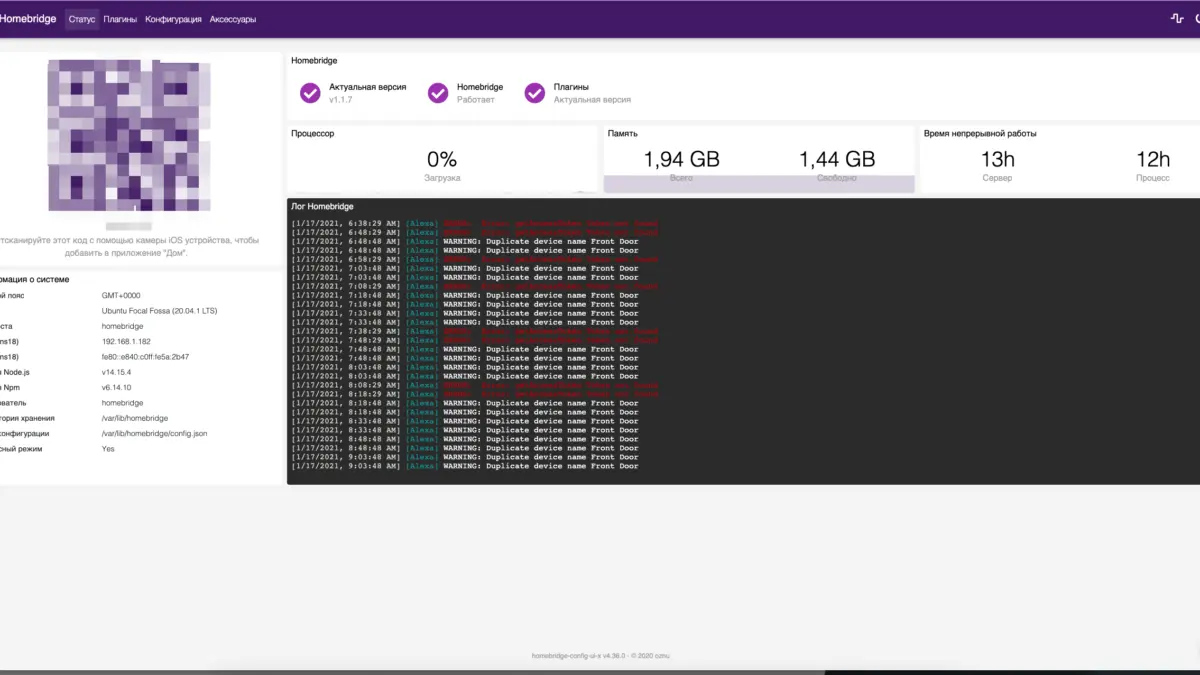 Homebridge Статус Плагины Конфигурация Аксессуары
тсканируйте этот код с помощью камеры iOS устройства, чтобы
добавить в приложение "Дом".
рмация о системе
й пояс GMT+0000
Ubuntu Focal Fossa (20.04.1 LTS)
ста homebridge
ns18) 192.168.1.182
ns18) fe80::e840:c0ff:fe5a:2b47
Node.js v14.15.4
Npm v6.14.10
ватель homebridge
тория хранения /var/lib/homebridge
конфигурации /var/lib/homebridge/config.json
сный режим Yes
Homebridge
Актуальная версия
v1.1.7
Homebridge
Работает
Плагины
Актуальная версия
Процессор
0%
Загрузка
Память
1,94 GB 1,44 GB
Всего Свободно
Время непрерывной работы
13h 12h
Сервер Процесс
Лог Homebridge
[1/17/2021, 6:38:29 AM] [Alexa]
[1/17/2021, 6:48:29 AM] [Alexa]
[1/17/2021, 6:48:48 AM] [Alexa] WARNING: Duplicate device name Front Door
[1/17/2021, 6:48:48 AM] [Alexa] WARNING: Duplicate device name Front Door
[1/17/2021, 6:58:29 AM] [Alexa]
[1/17/2021, 7:03:48 AM] [Alexa] WARNING: Duplicate device name Front Door
[1/17/2021, 7:03:48 AM] [Alexa] WARNING: Duplicate device name Front Door
[1/17/2021, 7:08:29 AM] [Alexa]
[1/17/2021, 7:18:48 AM] [Alexa] WARNING: Duplicate device name Front Door
[1/17/2021, 7:18:48 AM] [Alexa] WARNING: Duplicate device name Front Door
[1/17/2021, 7:33:48 AM] [Alexa] WARNING: Duplicate device name Front Door
[1/17/2021, 7:33:48 AM] [Alexa] WARNING: Duplicate device name Front Door
[1/17/2021, 7:38:29 AM] [Alexa]
[1/17/2021, 7:48:29 AM] [Alexa]
[1/17/2021, 7:48:48 AM] [Alexa] WARNING: Duplicate device name Front Door
[1/17/2021, 7:48:48 AM] [Alexa] WARNING: Duplicate device name Front Door
[1/17/2021, 8:03:48 AM] [Alexa] WARNING: Duplicate device name Front Door
[1/17/2021, 8:03:48 AM] [Alexa] WARNING: Duplicate device name Front Door
[1/17/2021, 8:08:29 AM] [Alexa]
[1/17/2021, 8:18:29 AM] [Alexa]
[1/17/2021, 8:18:48 AM] [Alexa] WARNING: Duplicate device name Front Door
[1/17/2021, 8:18:48 AM] [Alexa] WARNING: Duplicate device name Front Door
[1/17/2021, 8:33:48 AM] [Alexa] WARNING: Duplicate device name Front Door
[1/17/2021, 8:33:48 AM] [Alexa] WARNING: Duplicate device name Front Door
[1/17/2021, 8:48:48 AM] [Alexa] WARNING: Duplicate device name Front Door
[1/17/2021, 8:48:48 AM] [Alexa] WARNING: Duplicate device name Front Door
[1/17/2021, 9:03:48 AM] [Alexa] WARNING: Duplicate device name Front Door
[1/17/2021, 9:03:48 AM] [Alexa] WARNING: Duplicate device name Front Door
homebridge-config-ui-x v4.36.0 - © 2020 oznu